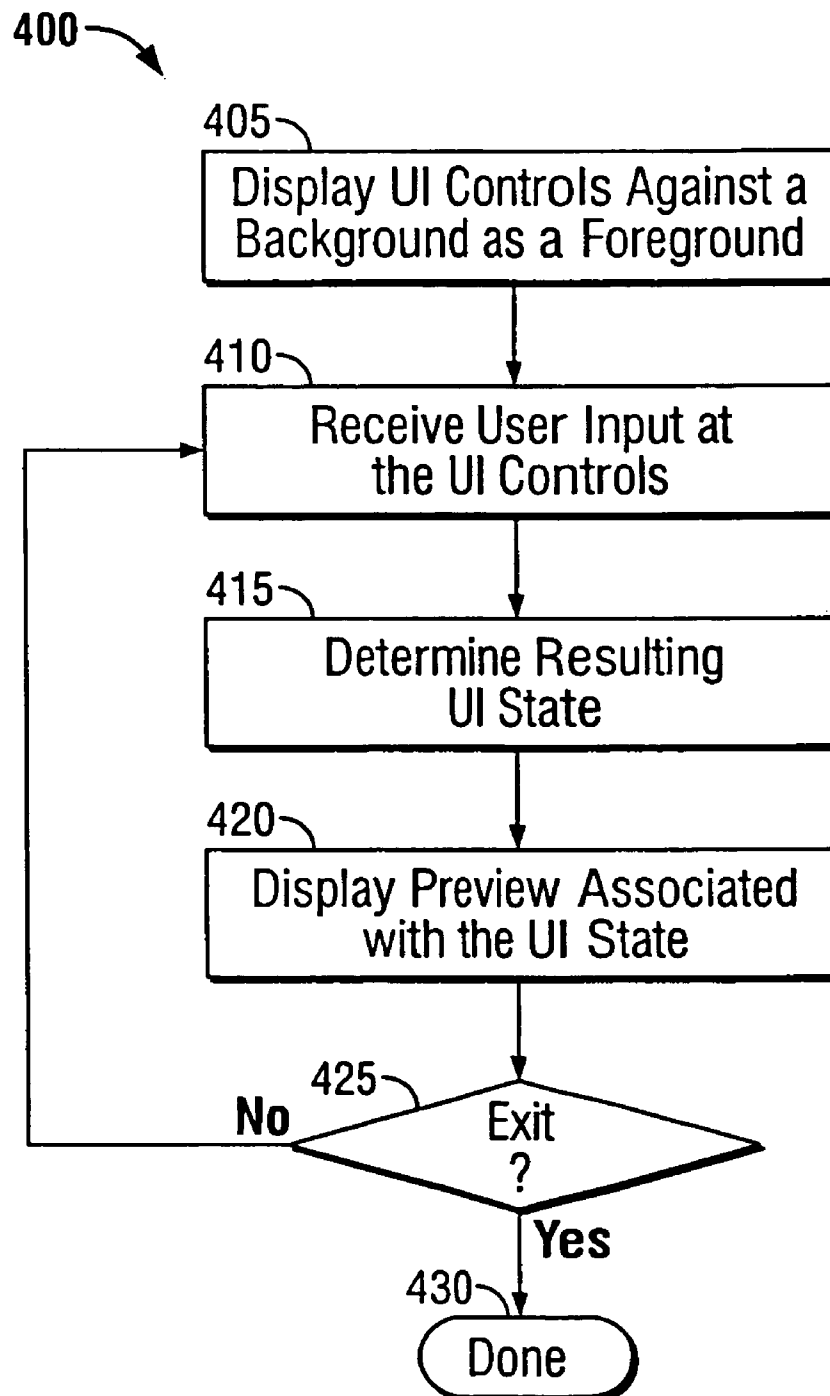 400
405
Display UI Controls Against a
Background as a Foreground
410
Receive User Input at
the UI Controls
415
Determine Resulting
UI State
420
Display Preview Associated
with the UI State
425
No
Exit
?
Yes
430
Done